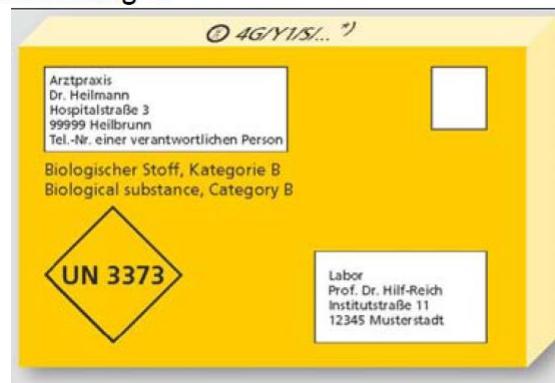 4G/Y1/S/... *)
Arztpraxis
Dr. Heilmann
Hospitalstraße 3
99999 Heilbrunn
Tel.-Nr. einer verantwortlichen Person
Biologischer Stoff, Kategorie B
Biological substance, Category B
UN 3373
Labor
Prof. Dr. Hilf-Reich
Institutstraße 11
12345 Musterstadt